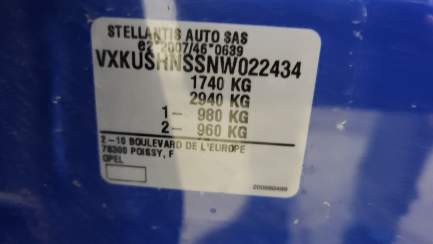 STELLANTIS AUTO SAS
e2*2007/46*0639
VXKUSHNSSNW022434
1740 KG
2940 KG
1- 980 KG
2- 960 KG
2-10 BOULEVARD DE L'EUROPE
78300 POISSY, F
OPEL